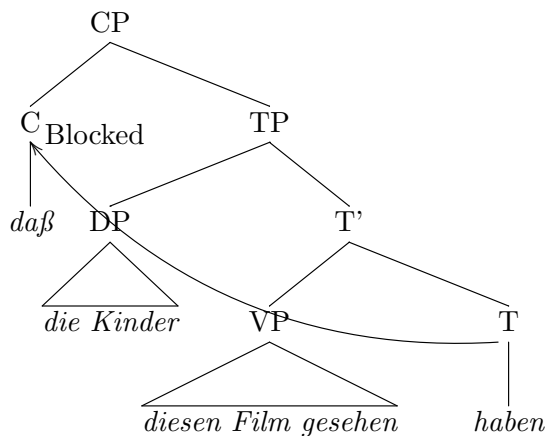 CP
C TP
Blocked
daß DP T'
die Kinder VP T
diesen Film gesehen haben